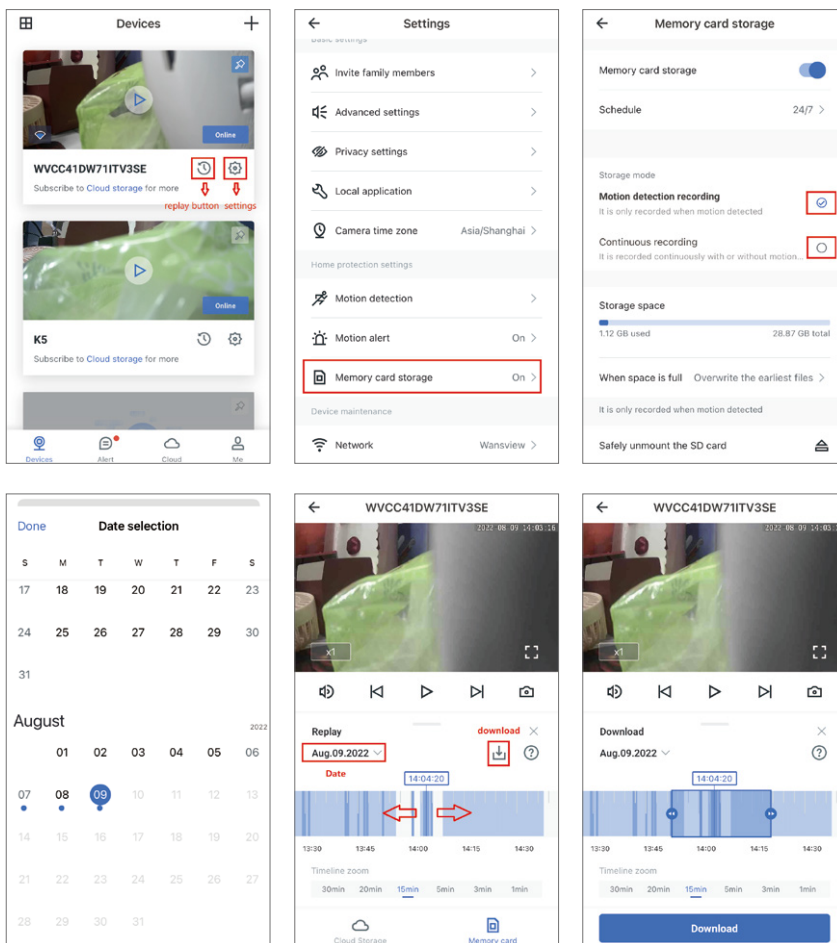 Devices
Online
WVCC41DW71ITV3SE
Subscribe to Cloud storage for more
replay button settings
Online
K5
Subscribe to Cloud storage for more
Devices
Alert
Cloud
Me
Settings
Basic settings
Invite family members
Advanced settings
Privacy settings
Local application
Camera time zone Asia/Shanghai
Home protection settings
Motion detection
Motion alert On
Memory card storage On
Device maintenance
Network Wansview
Memory card storage
Memory card storage
Schedule 24/7
Storage mode
Motion detection recording
It is only recorded when motion detected
Continuous recording
It is recorded continuously with or without motion...
Storage space
1.12 GB used 28.87 GB total
When space is full Overwrite the earliest files
It is only recorded when motion detected
Safely unmount the SD card
Done Date selection
S M T W T F S
17 18 19 20 21 22 23
24 25 26 27 28 29 30
31
August 2022
01 02 03 04 05 06
07 08 09 10 11 12 13
14 15 16 17 18 19 20
21 22 23 24 25 26 27
28 29 30 31
WVCC41DW71ITV3SE
2022-08-09 14:03:16
x1
Replay download
Aug.09.2022
Date
14:04:20
13:30 13:45 14:00 14:15 14:30
Timeline zoom
30min 20min 15min 5min 3min 1min
Cloud Storage Memory card
WVCC41DW71ITV3SE
2022-08-09 14:03:16
x1
Download
Aug.09.2022
14:04:20
13:30 13:45 14:00 14:15 14:30
Timeline zoom
30min 20min 15min 5min 3min 1min
Download